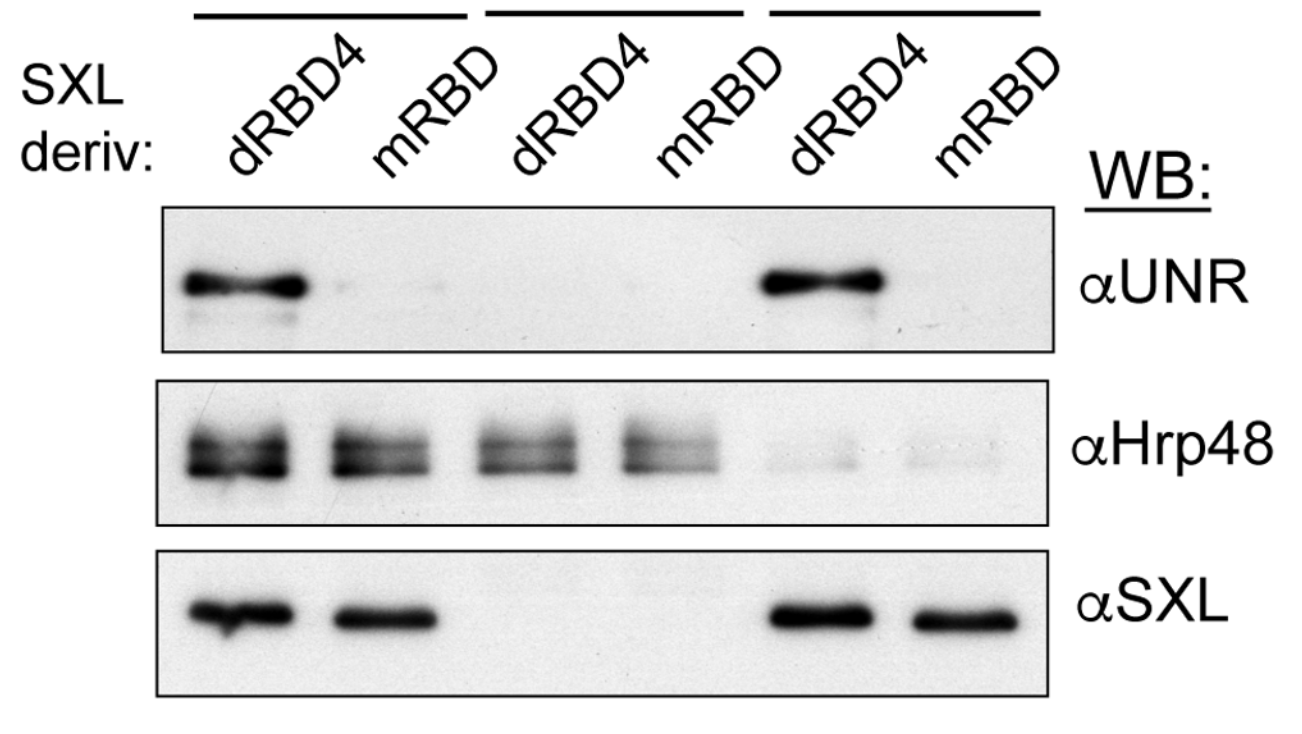 SXL
deriv:
dRBD4 mRBD dRBD4 mRBD dRBD4 mRBD
WB:
αUNR
αHrp48
αSXL